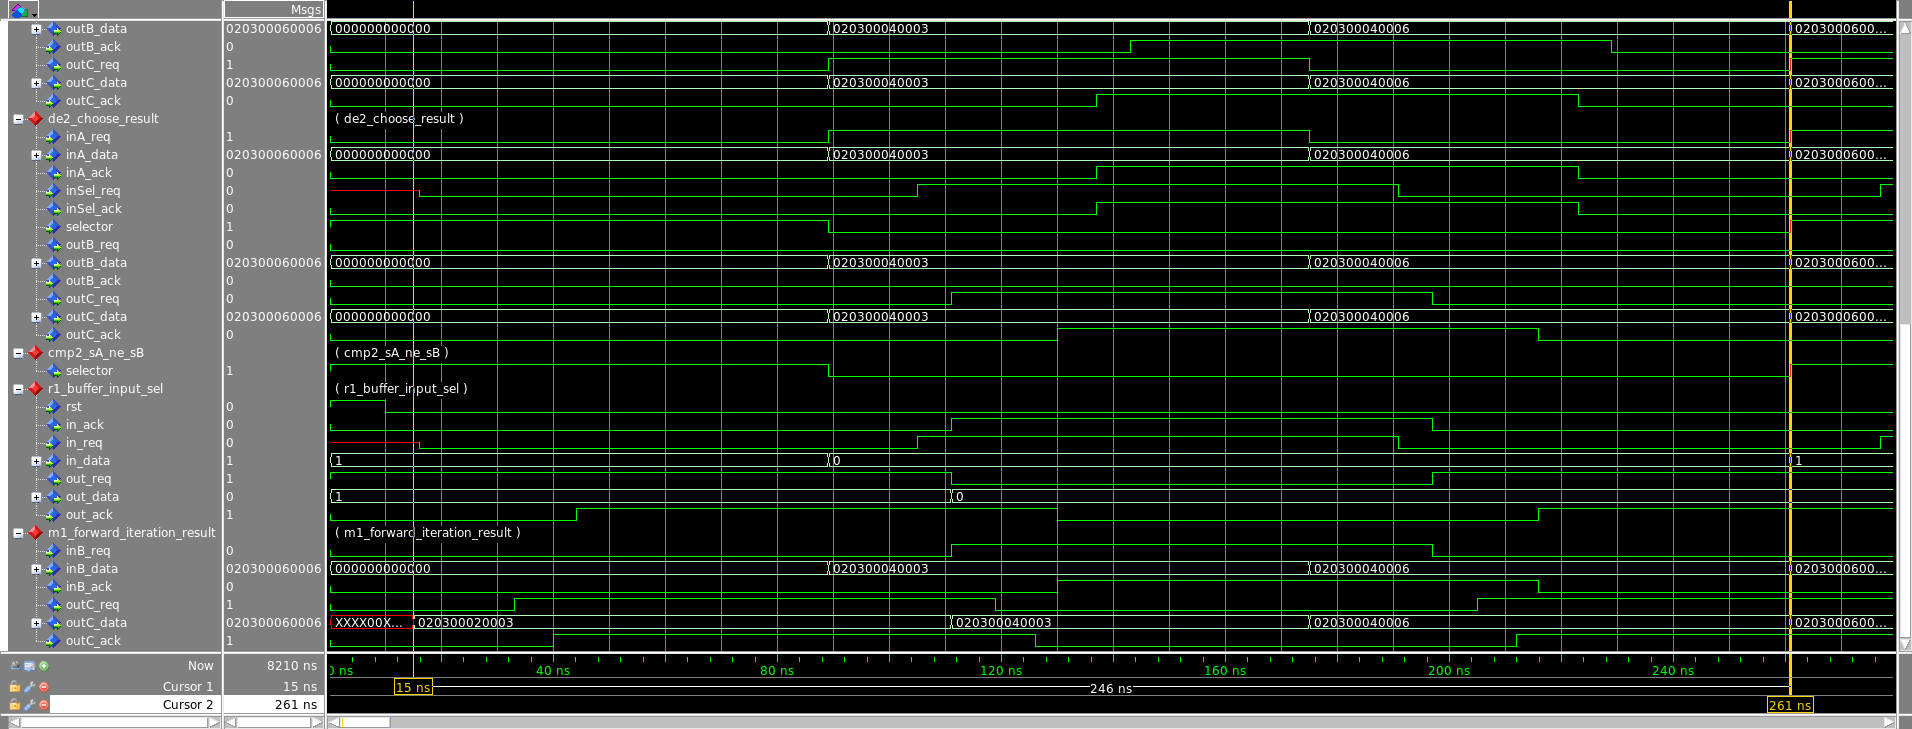 Msgs
outB_data 020300060006 000000000000 020300040003 020300040006 0203000600...
outB_ack 0
outC_req 1
outC_data 020300060006 000000000000 020300040003 020300040006 0203000600...
outC_ack 0
de2_choose_result ( de2_choose_result )
inA_req 1
inA_data 020300060006 000000000000 020300040003 020300040006 0203000600...
inA_ack 0
inSel_req 0
inSel_ack 0
selector 1
outB_req 0
outB_data 020300060006 000000000000 020300040003 020300040006 0203000600...
outB_ack 0
outC_req 0
outC_data 020300060006 000000000000 020300040003 020300040006 0203000600...
outC_ack 0
cmp2_sA_ne_sB ( cmp2_sA_ne_sB )
selector 1
r1_buffer_input_sel ( r1_buffer_input_sel )
rst 0
in_ack 0
in_req 0
in_data 1 1 0 1
out_req 1
out_data 0 1 0
out_ack 1
m1_forward_iteration_result ( m1_forward_iteration_result )
inB_req 0
inB_data 020300060006 000000000000 020300040003 020300040006 0203000600...
inB_ack 0
outC_req 1
outC_data 020300060006 XXXX00X... 020300020003 020300040003 020300040006 0203000600...
outC_ack 1
Now 8210 ns 0 ns 40 ns 80 ns 120 ns 160 ns 200 ns 240 ns
Cursor 1 15 ns 15 ns 246 ns
Cursor 2 261 ns 261 ns